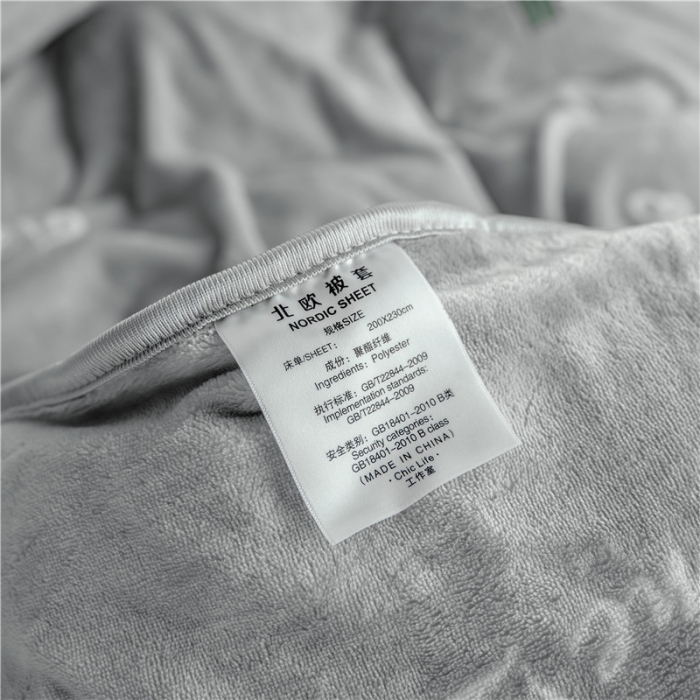 北欧被套
NORDIC SHEET
规格SIZE
床单/SHEET: 200X230cm
成份：聚酯纤维
Ingredients: Polyester
执行标准：GB/T22844-2009
Implementation standards:
GB/T22844-2009
安全类别：GB18401-2010 B类
Security categories:
GB18401-2010 B class
(MADE IN CHINA)
·Chic Life·
工作室